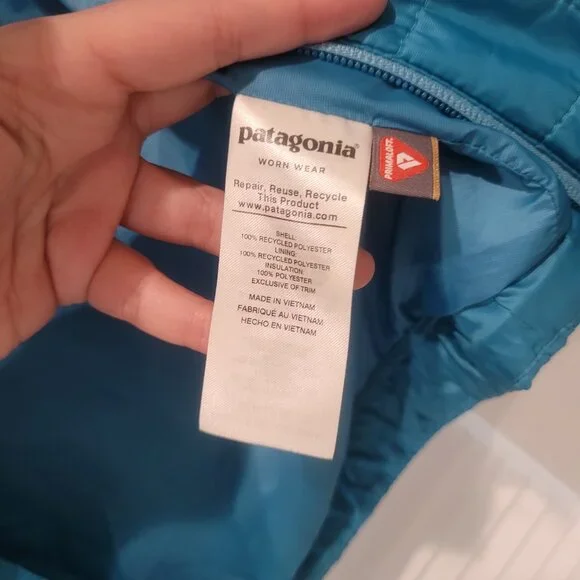 patagonia®
WORN WEAR
Repair, Reuse, Recycle
This Product
www.patagonia.com
SHELL:
100% RECYCLED POLYESTER
LINING:
100% RECYCLED POLYESTER
INSULATION:
100% POLYESTER
EXCLUSIVE OF TRIM
MADE IN VIETNAM
FABRIQUÉ AU VIETNAM
HECHO EN VIETNAM
PRIMALOFT